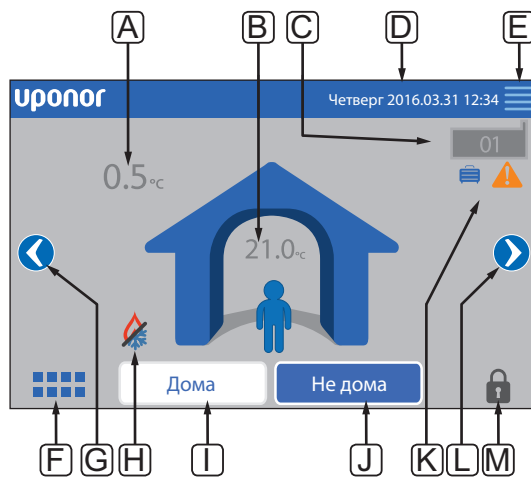 A B C D E
uponor
Четверг 2016.03.31 12:34
01
0.5°C
21.0°C
Дома
Не дома
F G H I J K L M